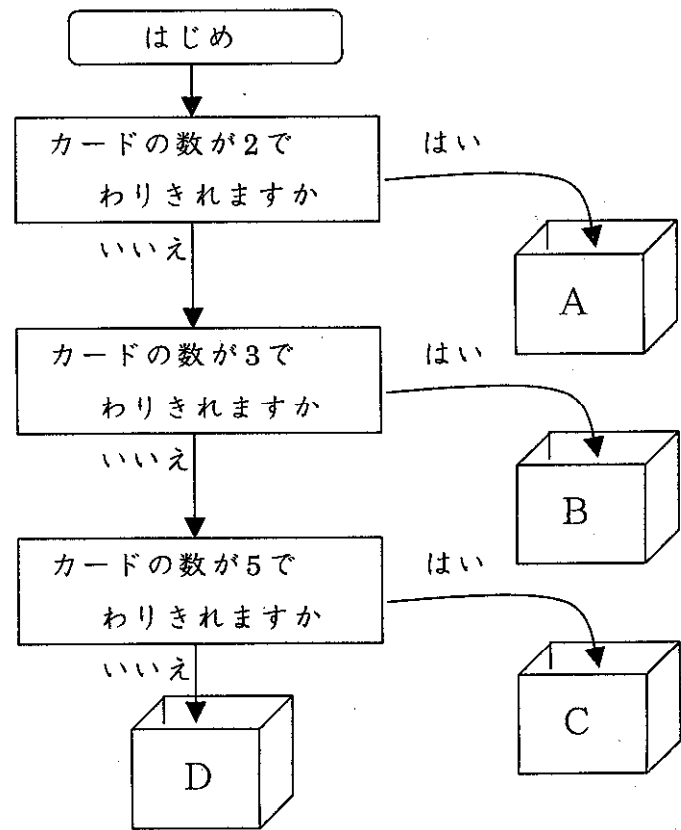 はじめ
カードの数が2で
わりきれますか
はい
いいえ
A
カードの数が3で
わりきれますか
はい
いいえ
B
カードの数が5で
わりきれますか
はい
いいえ
C
D